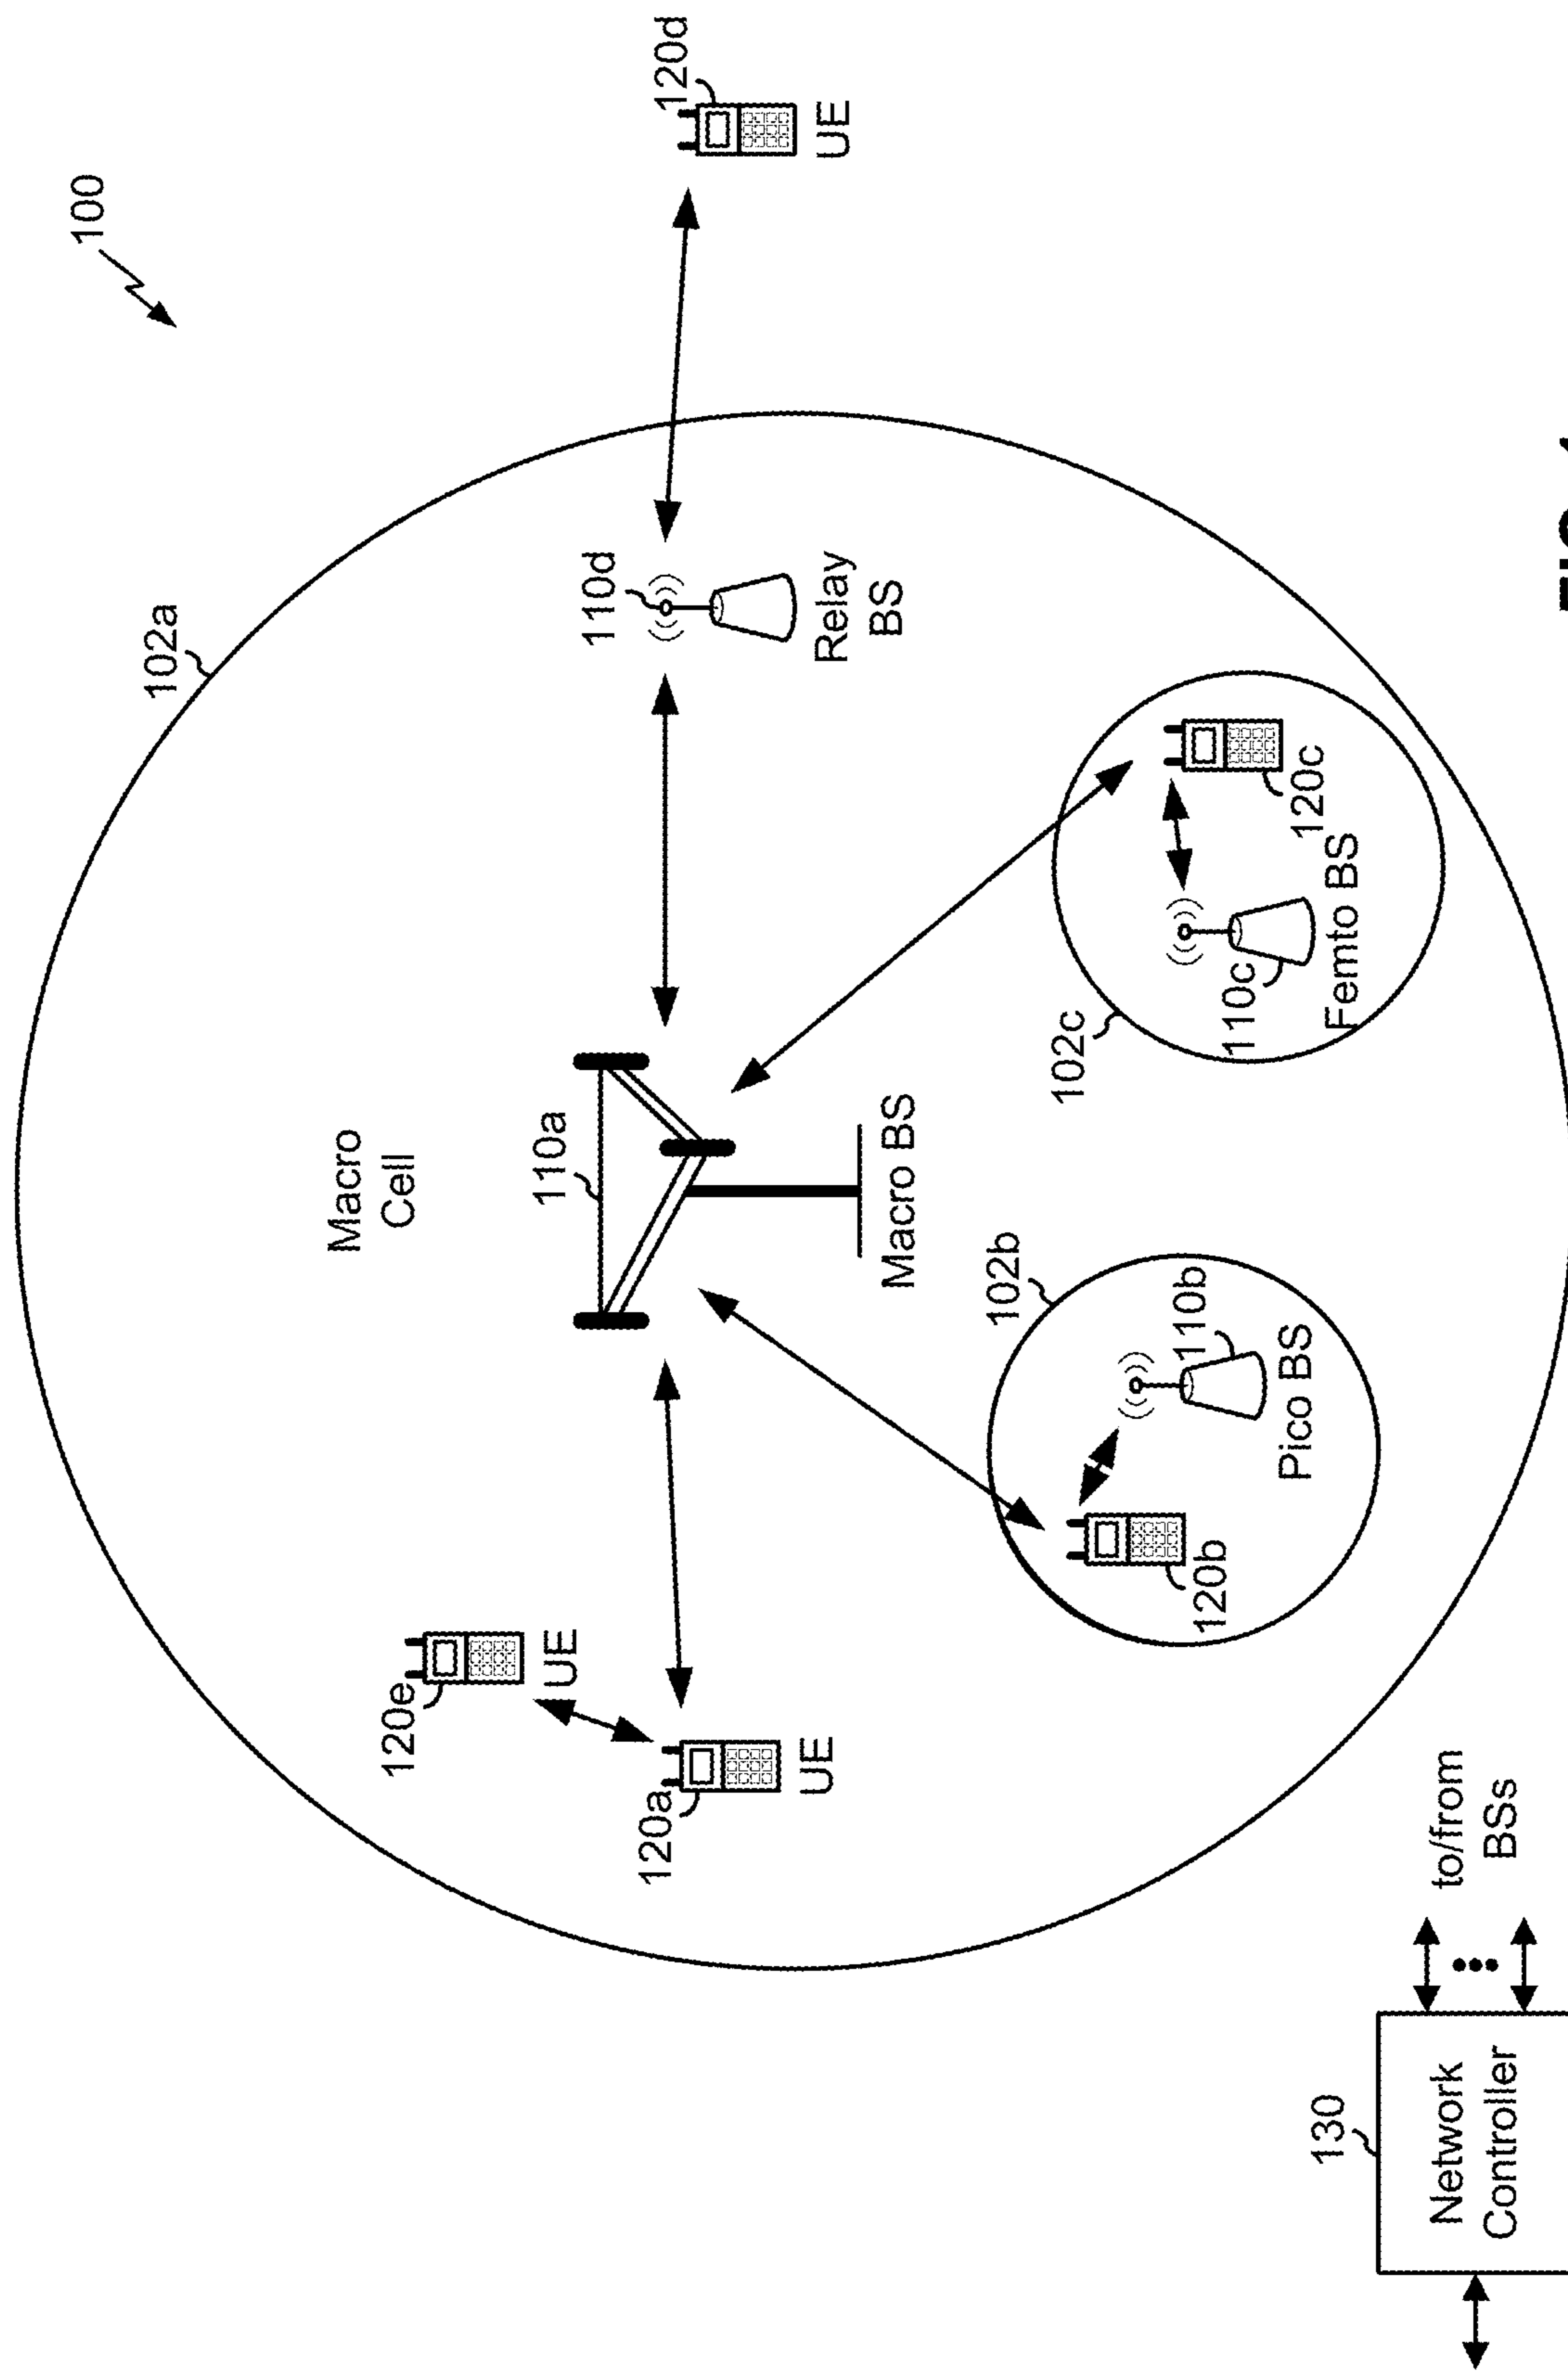 100
102a
Macro
Cell
120e
UE
110a
110d
120d
UE
120a
UE
Relay
BS
Macro BS
102b
102c
120b
110b
Pico BS
110c
120c
Femto BS
130
Network
Controller
to/from
BSs